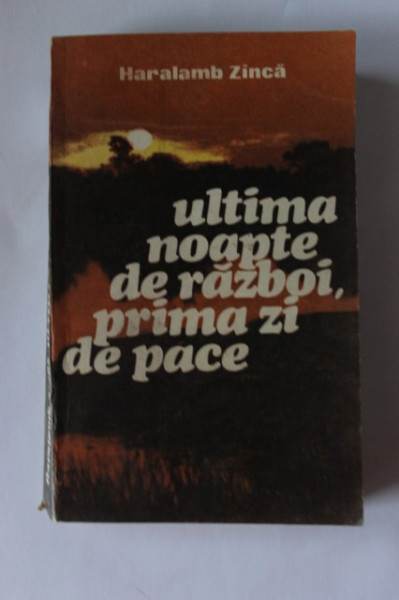 Haralamb Zincă
ultima
noapte
de război,
prima zi
de pace